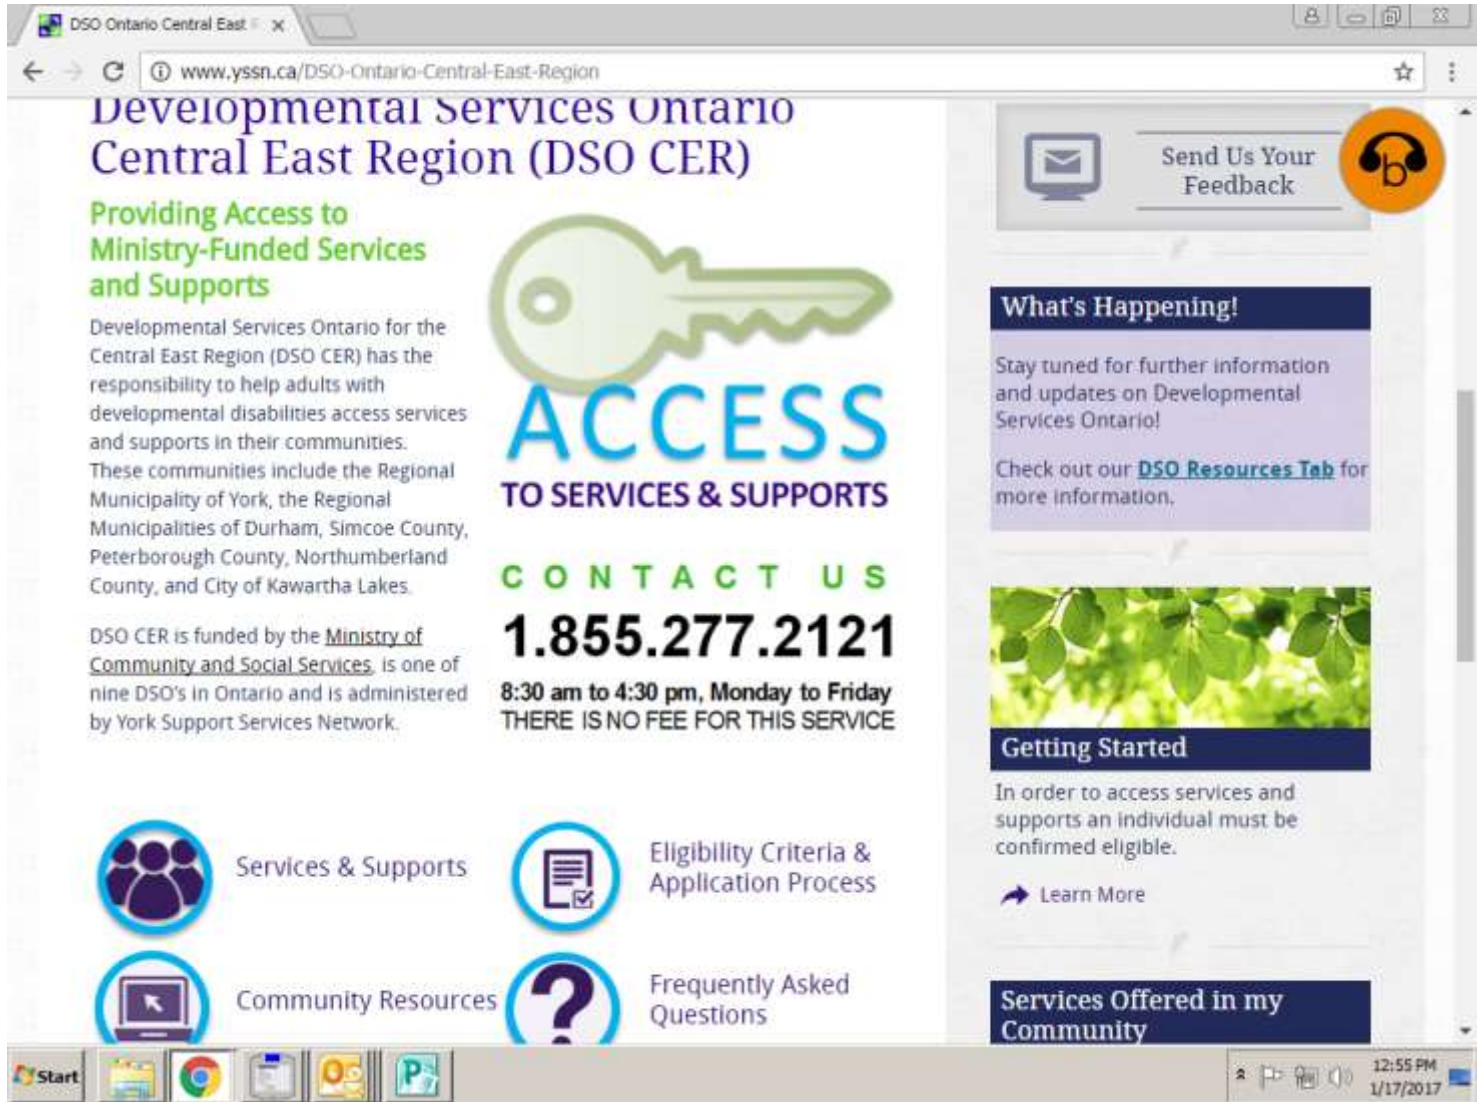 DSO Ontario Central East
www.yssn.ca/DSO-Ontario-Central-East-Region
Developmental Services Ontario
Central East Region (DSO CER)
Providing Access to
Ministry-Funded Services
and Supports
Developmental Services Ontario for the
Central East Region (DSO CER) has the
responsibility to help adults with
developmental disabilities access services
and supports in their communities.
These communities include the Regional
Municipality of York, the Regional
Municipalities of Durham, Simcoe County,
Peterborough County, Northumberland
County, and City of Kawartha Lakes.
DSO CER is funded by the Ministry of
Community and Social Services, is one of
nine DSO's in Ontario and is administered
by York Support Services Network.
ACCESS
TO SERVICES & SUPPORTS
CONTACT US
1.855.277.2121
8:30 am to 4:30 pm, Monday to Friday
THERE IS NO FEE FOR THIS SERVICE
Services & Supports
Eligibility Criteria &
Application Process
Community Resources
Frequently Asked
Questions
Send Us Your
Feedback
b
What's Happening!
Stay tuned for further information
and updates on Developmental
Services Ontario!
Check out our DSO Resources Tab for
more information.
Getting Started
In order to access services and
supports an individual must be
confirmed eligible.
Learn More
Services Offered in my
Community
Start
12:55 PM
1/17/2017